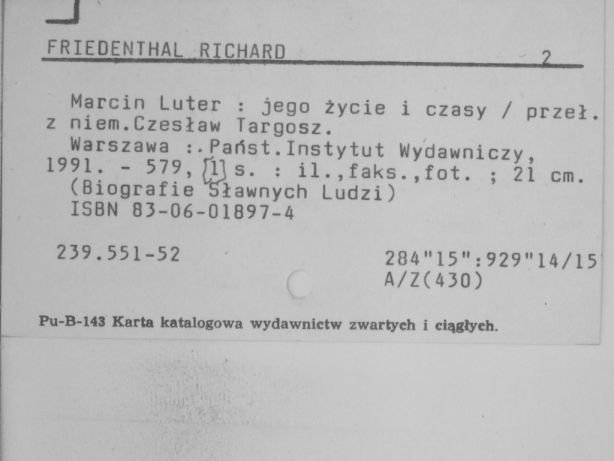 FRIEDENTHAL RICHARD 2
Marcin Luter : jego życie i czasy / przeł.
z niem.Czesław Targosz.
Warszawa :.Państ.Instytut Wydawniczy,
1991. - 579, [1] s. : il.,faks.,fot. ; 21 cm.
(Biografie Sławnych Ludzi)
ISBN 83-06-01897-4
239.551-52 284"15":929"14/15"
A/Z(430)
Pu-B-143 Karta katalogowa wydawnictw zwartych i ciągłych.